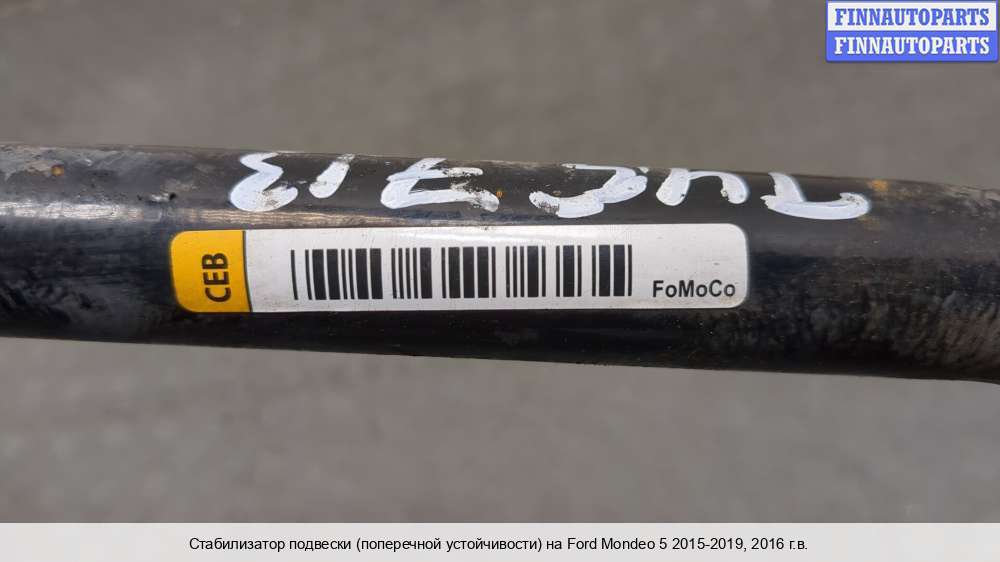 FINNAUTOPARTS
FINNAUTOPARTS
CEB
FoMoCo
Стабилизатор подвески (поперечной устойчивости) на Ford Mondeo 5 2015-2019, 2016 г.в.